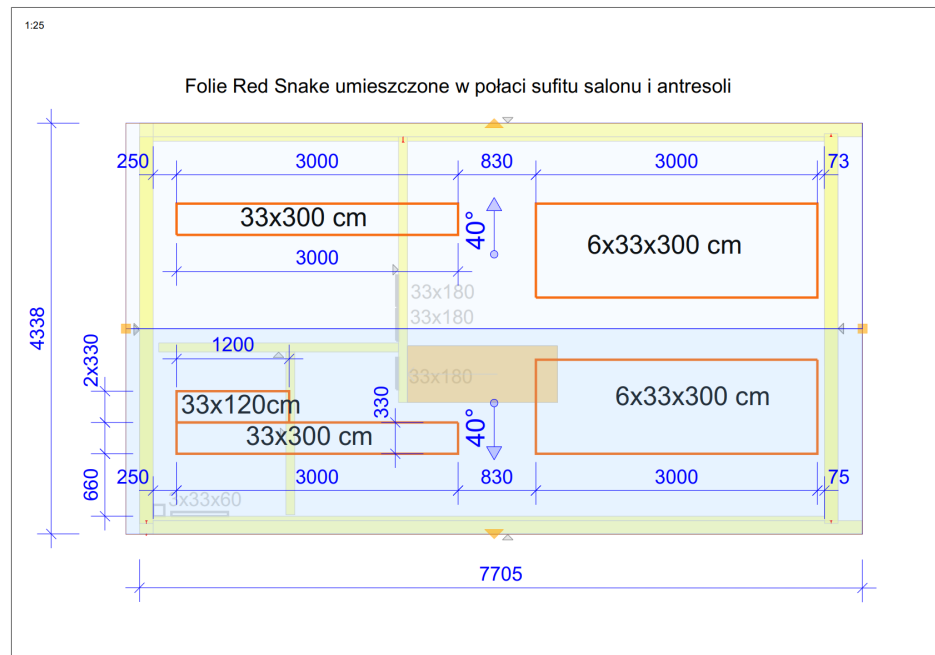 1:25
Folie Red Snake umieszczone w połaci sufitu salonu i antresoli
250 3000 830 3000 73
33x300 cm
40°
6x33x300 cm
3000
33x180
33x180
4338
1200
2x330
33x180
33x120cm
330
6x33x300 cm
33x300 cm
40°
250 3000 830 3000 75
660
3x33x60
7705